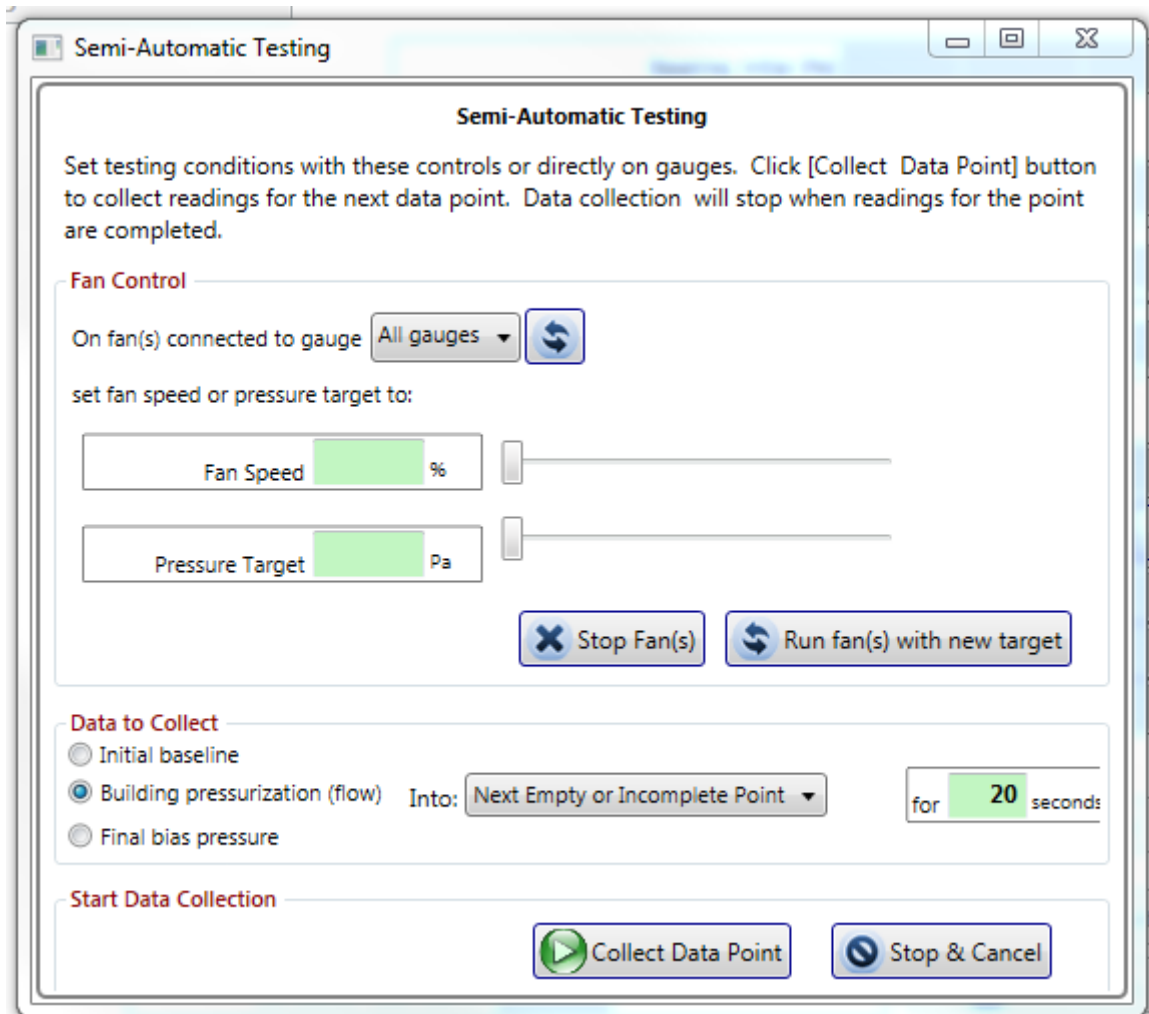 Semi-Automatic Testing
Semi-Automatic Testing
Set testing conditions with these controls or directly on gauges.  Click [Collect  Data Point] button
to collect readings for the next data point.  Data collection  will stop when readings for the point
are completed.
Fan Control
On fan(s) connected to gauge All gauges
set fan speed or pressure target to:
Fan Speed %
Pressure Target Pa
Stop Fan(s) Run fan(s) with new target
Data to Collect
Initial baseline
Building pressurization (flow) Into: Next Empty or Incomplete Point for 20 seconds
Final bias pressure
Start Data Collection
Collect Data Point Stop & Cancel